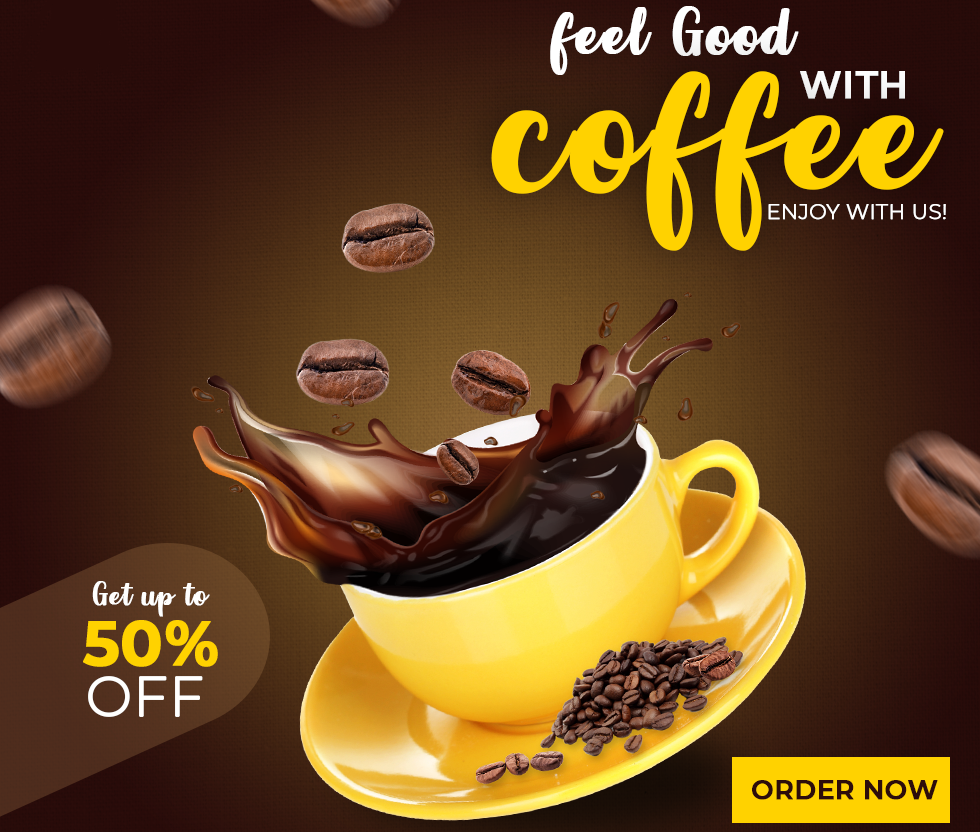 feel Good
WITH
coffee
ENJOY WITH US!
Get up to
50%
OFF
ORDER NOW